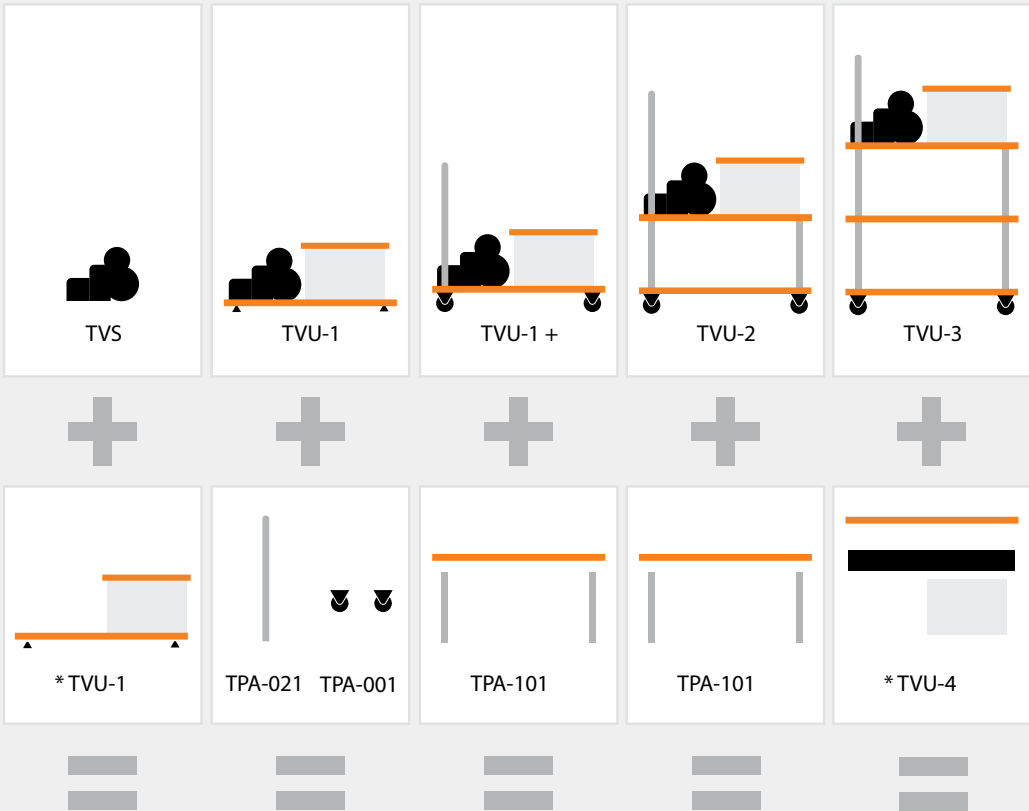 TVS
TVU-1
TVU-1 +
TVU-2
TVU-3
* TVU-1
TPA-021 TPA-001
TPA-101
TPA-101
* TVU-4